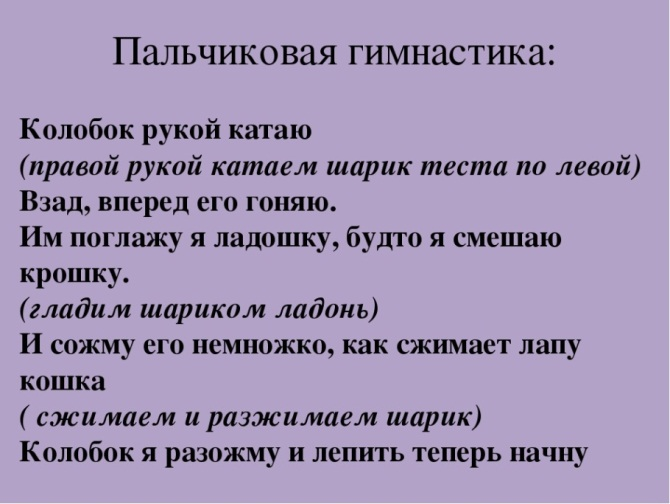 Пальчиковая гимнастика:
Колобок рукой катаю
(правой рукой катаем шарик теста по левой)
Взад, вперед его гоняю.
Им поглажу я ладошку, будто я смешаю
крошку.
(гладим шариком ладонь)
И сожму его немножко, как сжимает лапу
кошка
( сжимаем и разжимаем шарик)
Колобок я разожму и лепить теперь начну